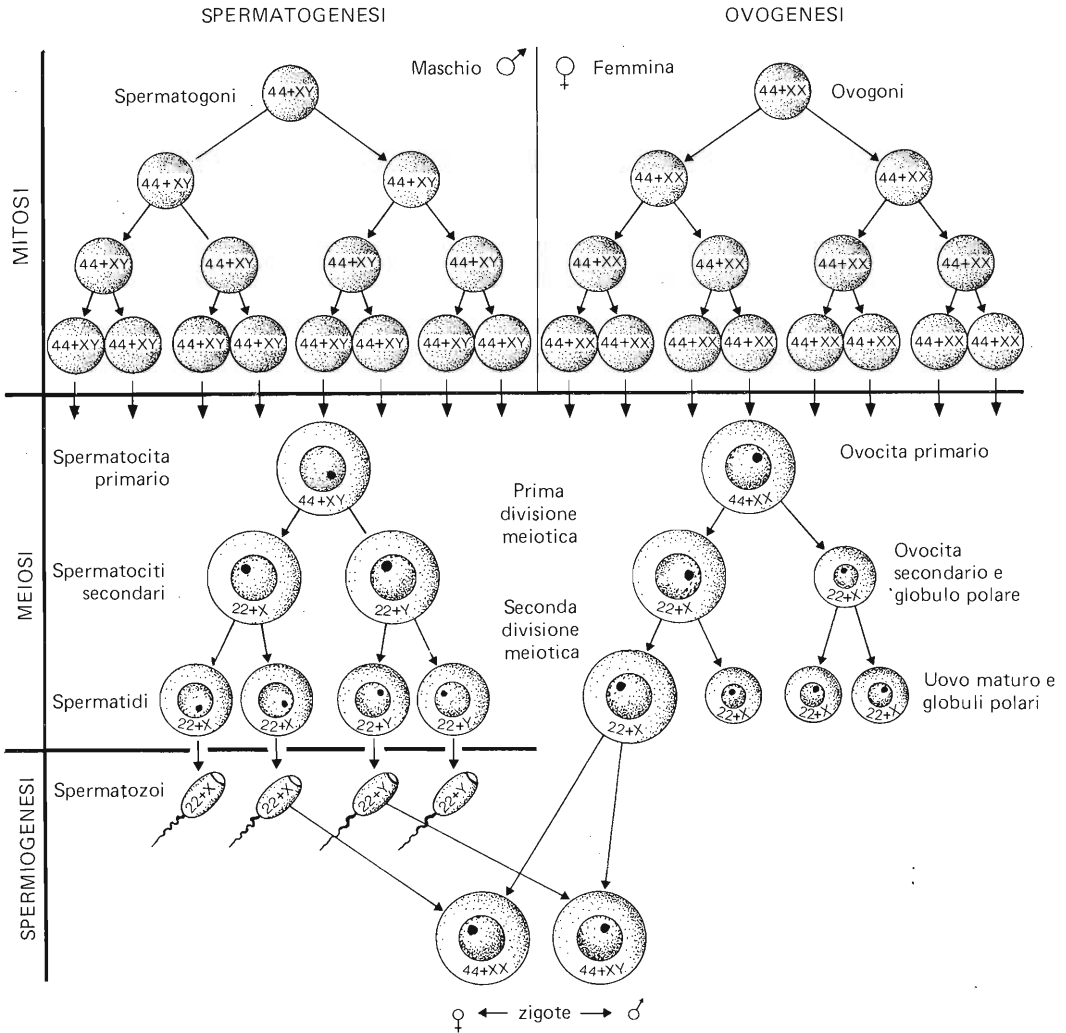 SPERMATOGENESI
OVOGENESI
Maschio ♂
♀ Femmina
Spermatogoni
44+XY
44+XX
Ovogoni
44+XY
44+XY
44+XX
44+XX
MITOSI
44+XY
44+XY
44+XY
44+XY
44+XX
44+XX
44+XX
44+XX
44+XY
44+XY
44+XY
44+XY
44+XY
44+XY
44+XY
44+XY
44+XX
44+XX
44+XX
44+XX
44+XX
44+XX
44+XX
44+XX
Spermatocita
primario
44+XY
Prima
divisione
meiotica
44+XX
Ovocita primario
MEIOSI
Spermatociti
secondari
22+X
22+Y
Seconda
divisione
meiotica
22+X
22+X
Ovocita
secondario e
globulo polare
Spermatidi
22+X
22+X
22+Y
22+Y
22+X
22+X
22+X
22+X
Uovo maturo e
globuli polari
SPERMIOGENESI
Spermatozoi
22+X
22+X
22+Y
22+Y
44+XX
44+XY
♀ zigote ♂